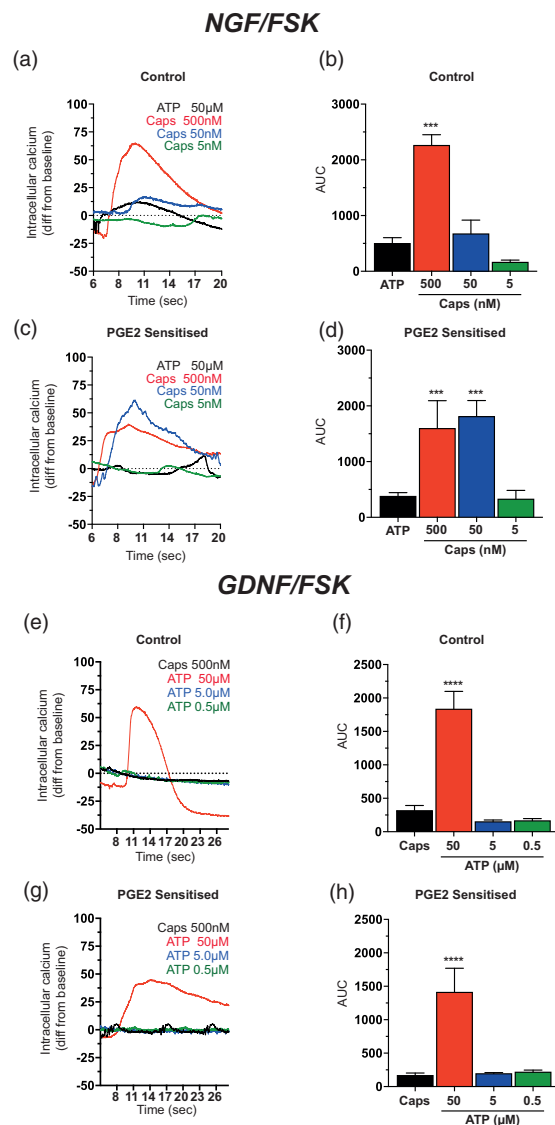 NGF/FSK
(a)
Control
ATP 50µM
Caps 500nM
Caps 50nM
Caps 5nM
Intracellular calcium
(diff from baseline)
100
75
50
25
0
-25
-50
6 8 9 11 14 17 20
Time (sec)
(b)
Control
AUC
3000
2000
1000
0
***
ATP 500 50 5
Caps (nM)
(c)
PGE2 Sensitised
ATP 50µM
Caps 500nM
Caps 50nM
Caps 5nM
Intracellular calcium
(diff from baseline)
100
75
50
25
0
-25
-50
6 8 9 11 14 17 20
Time (sec)
(d)
PGE2 Sensitised
AUC
3000
2000
1000
0
*** ***
ATP 500 50 5
Caps (nM)
GDNF/FSK
(e)
Control
Caps 500nM
ATP 50µM
ATP 5.0µM
ATP 0.5µM
Intracellular calcium
(diff from baseline)
100
75
50
25
0
-25
-50
8 11 13 14 17 20 23 26
Time (sec)
(f)
Control
AUC
2500
2000
1500
1000
500
0
****
Caps 50 5 0.5
ATP (µM)
(g)
PGE2 Sensitised
Caps 500nM
ATP 50µM
ATP 5.0µM
ATP 0.5µM
Intracellular calcium
(diff from baseline)
100
75
50
25
0
-25
-50
8 11 14 17 20 23 26
Time (sec)
(h)
PGE2 Sensitised
AUC
2500
2000
1500
1000
500
0
****
Caps 50 5 0.5
ATP (µM)